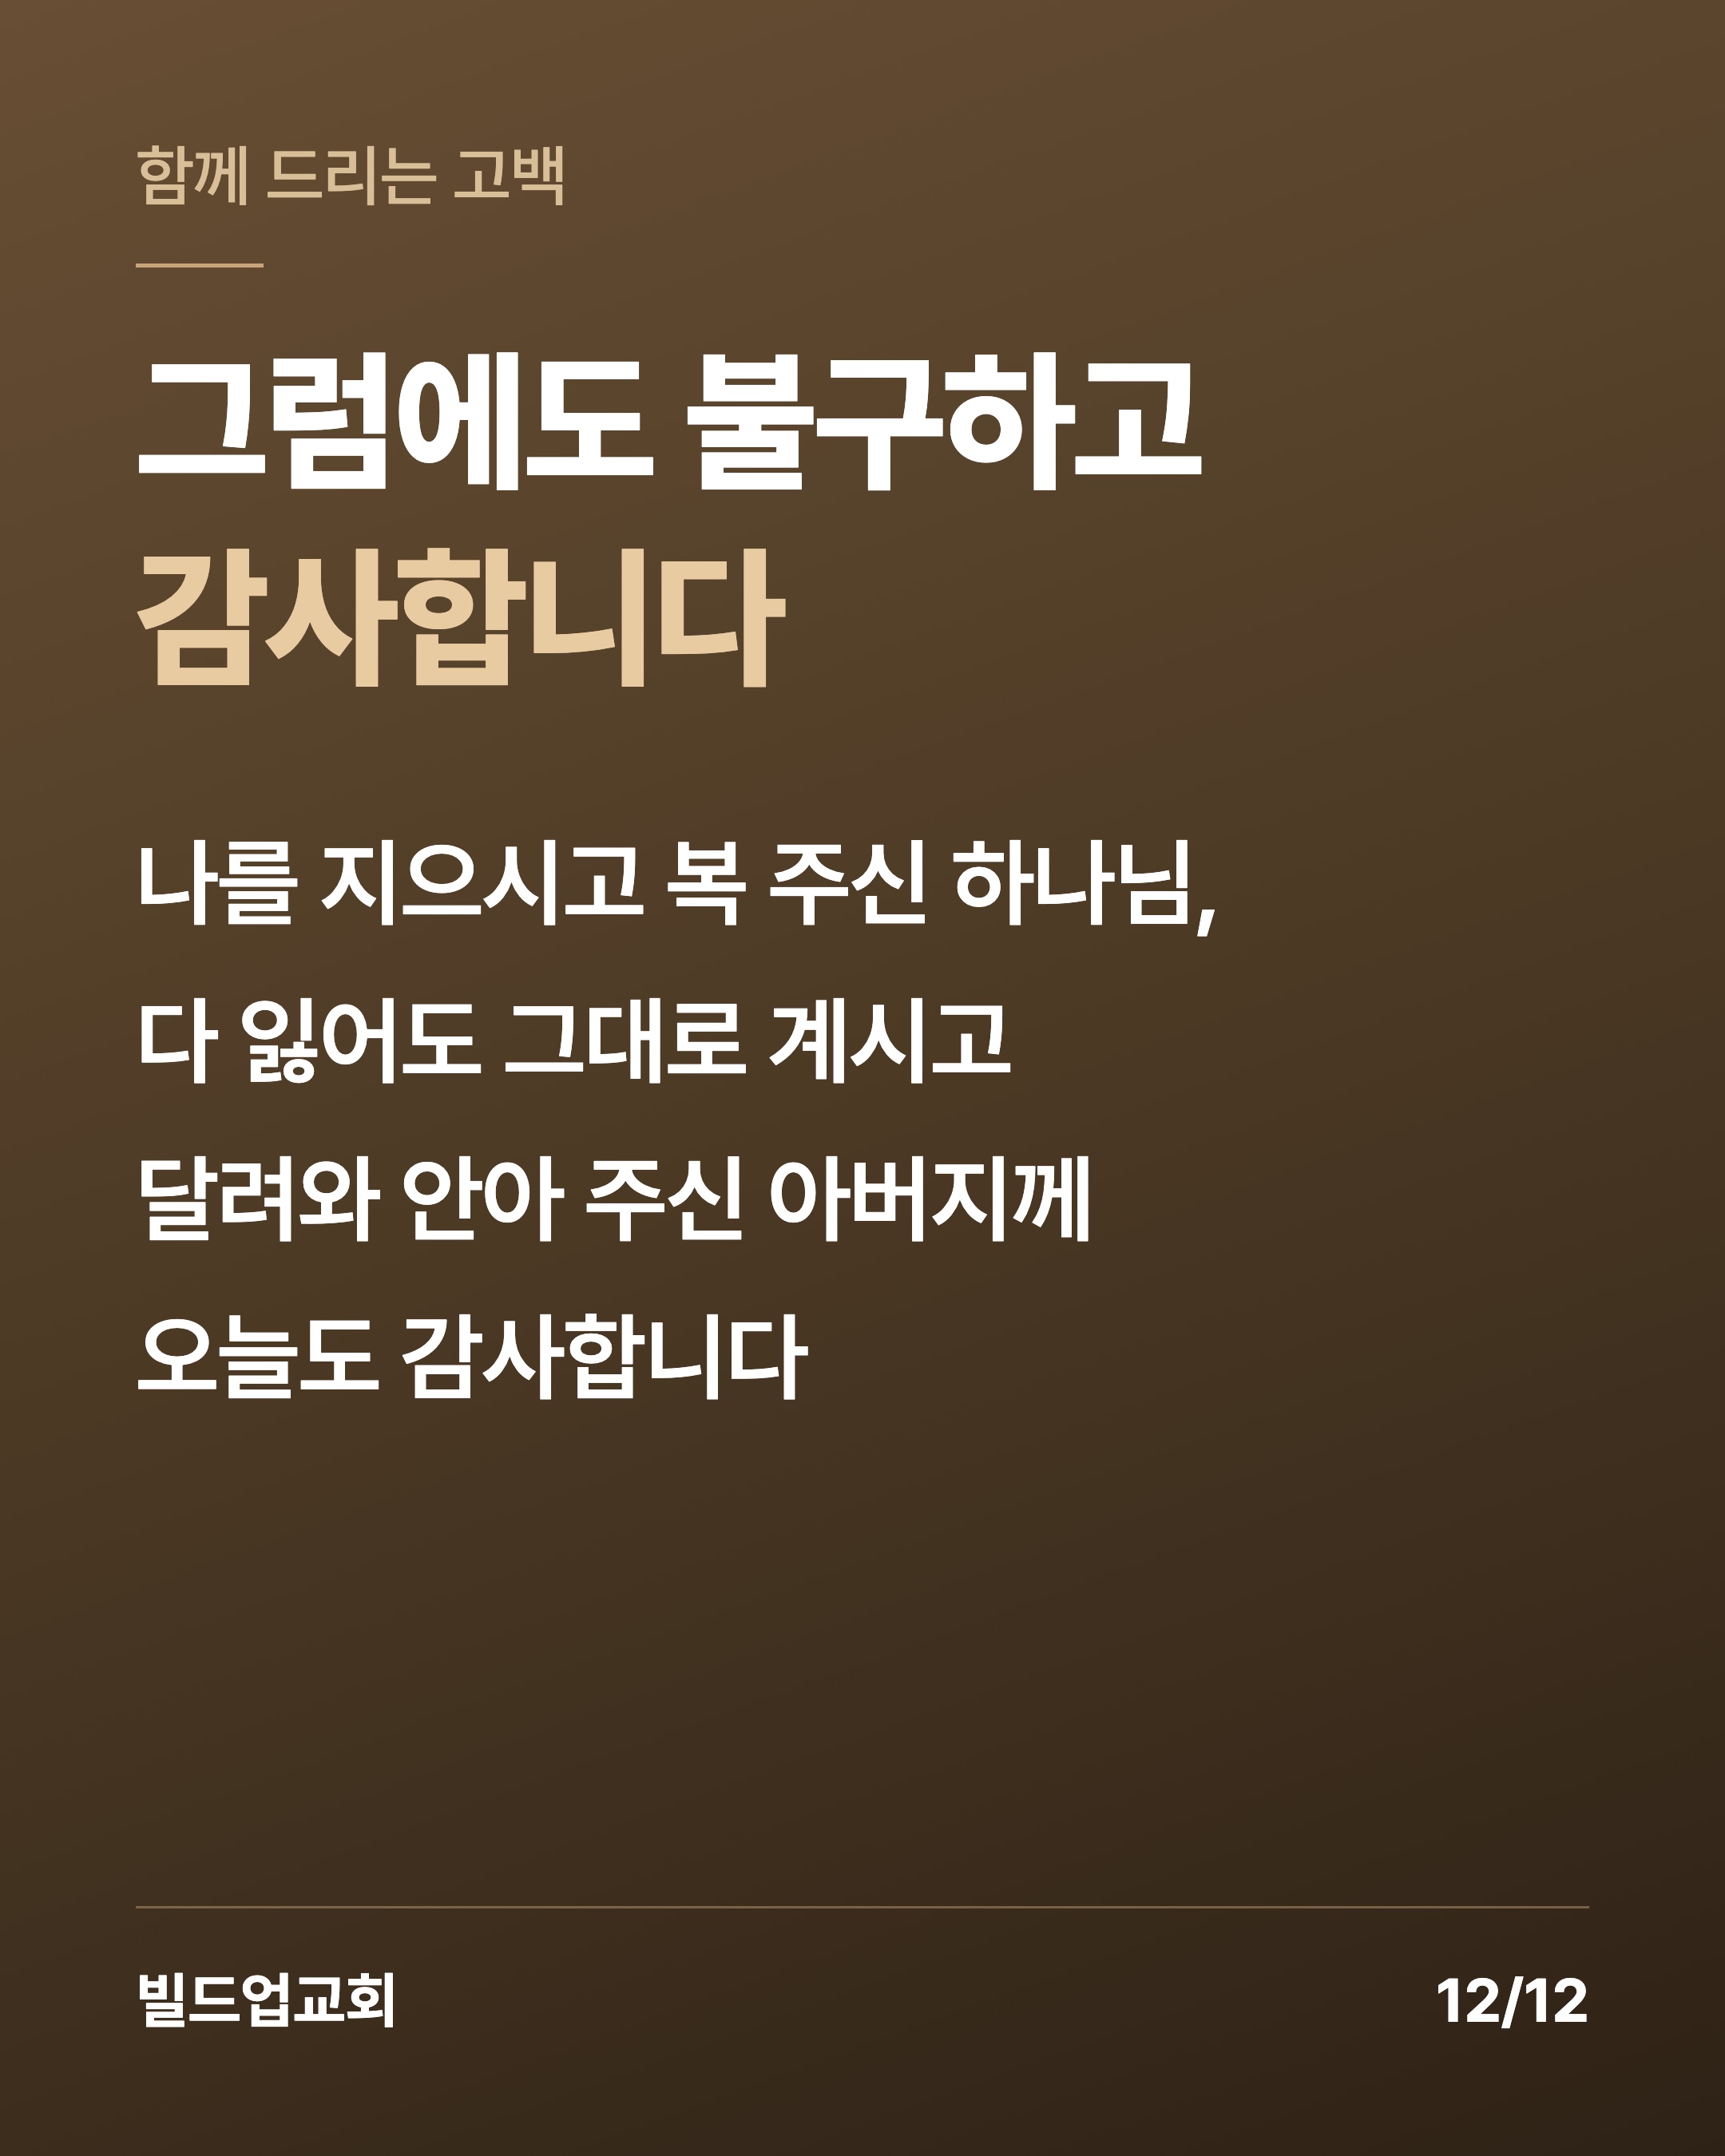 함께 드리는 고백
그럼에도 불구하고
감사합니다
나를 지으시고 복 주신 하나님,
다 잃어도 그대로 계시고
달려와 안아 주신 아버지께
오늘도 감사합니다
빌드업교회
12/12